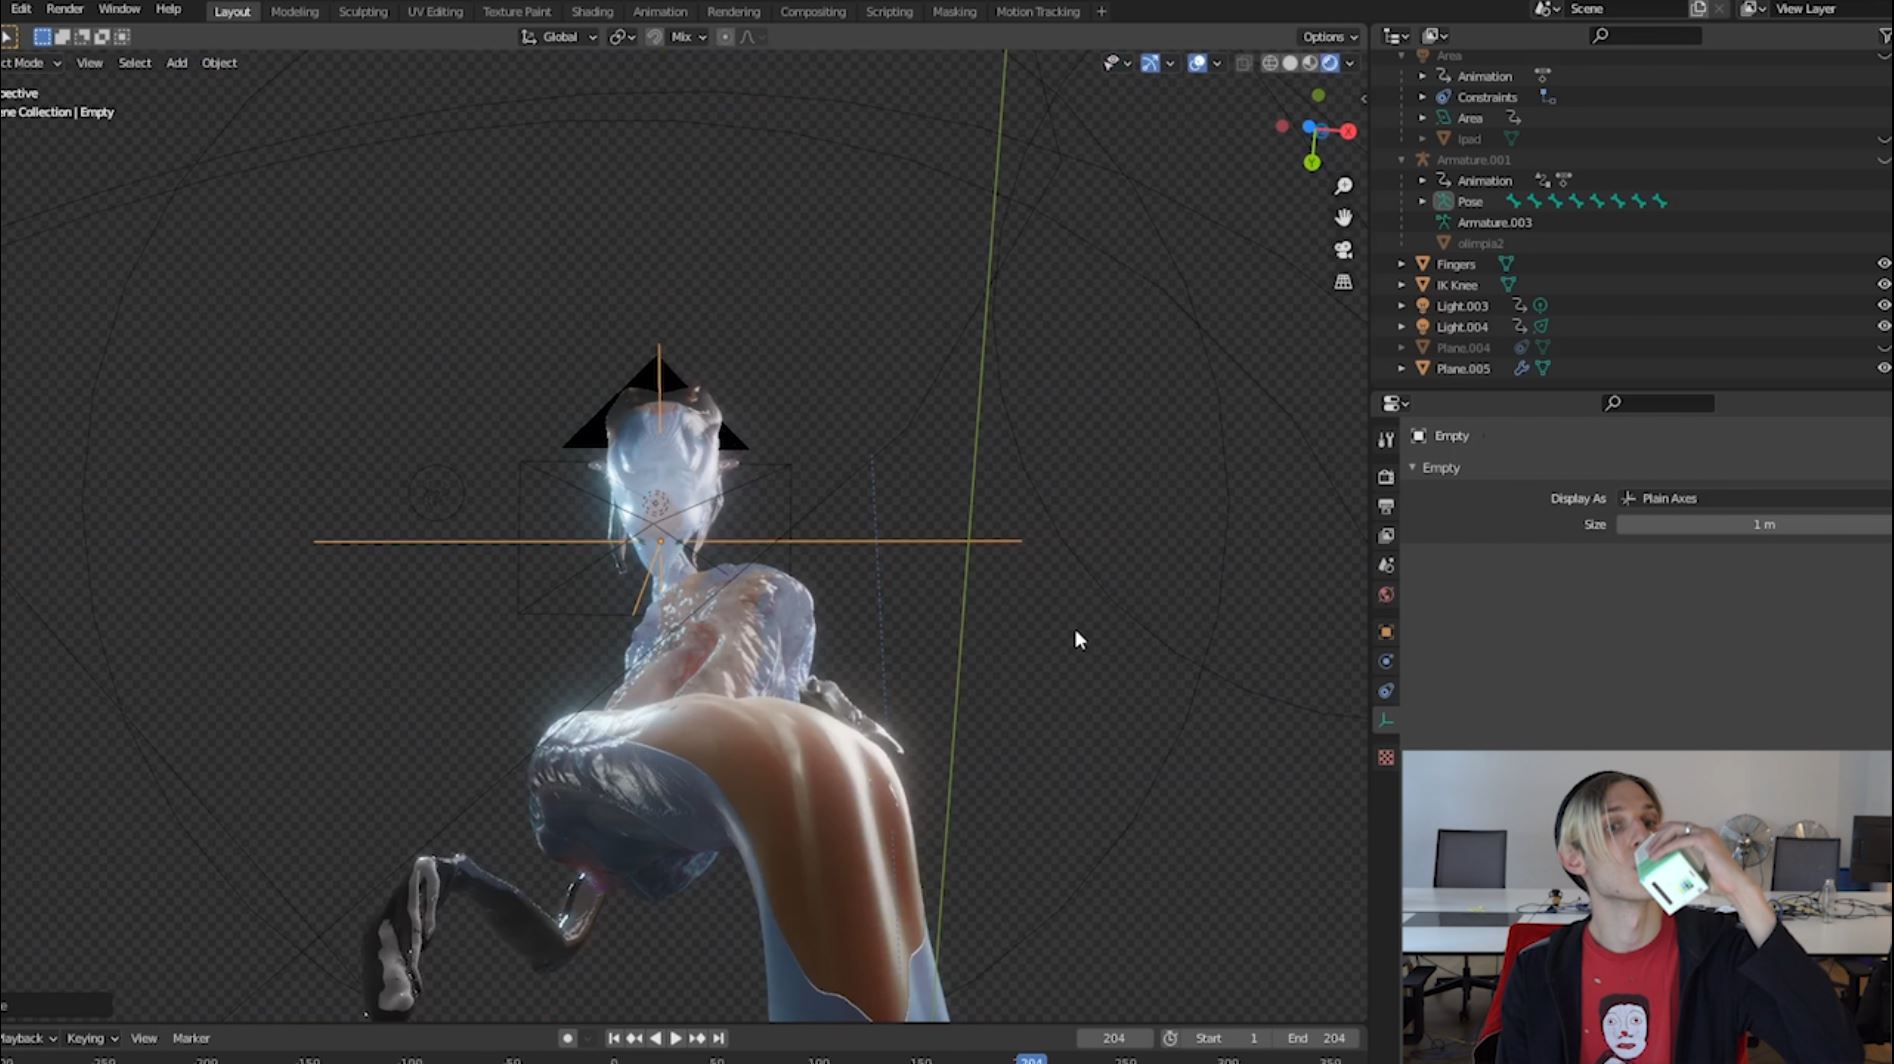 Edit Render Window Help
Layout Modeling Sculpting UV Editing Texture Paint Shading Animation Rendering Compositing Scripting Masking Motion Tracking +
Scene
View Layer
Global
Mix
Options
ct Mode View Select Add Object
pective
ne Collection | Empty
X
Y
Area
Animation
Constraints
Area
Ipad
Armature.001
Animation
Pose
Armature.003
olimpia2
Fingers
IK Knee
Light.003
Light.004
Plane.004
Plane.005
Empty
Empty
Display As Plain Axes
Size 1 m
e
Playback Keying View Marker
204 Start 1 End 204
-250 -200 -150 -100 -50 0 50 100 150 204 250 300 350